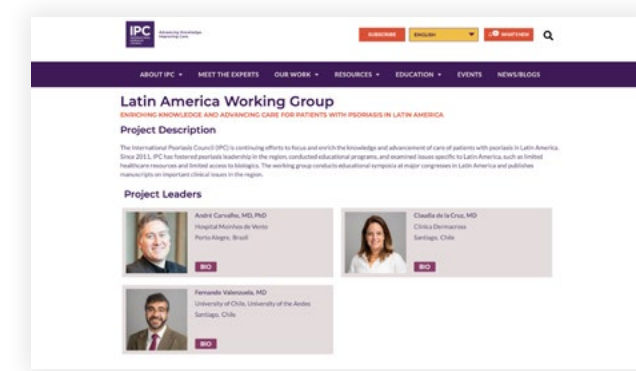 IPC
INTERNATIONAL
PSORIASIS
COUNCIL
Advancing Knowledge
Improving Care
SUBSCRIBE
ENGLISH
WHAT'S NEW
ABOUT IPC
MEET THE EXPERTS
OUR WORK
RESOURCES
EDUCATION
EVENTS
NEWS/BLOGS
Latin America Working Group
ENRICHING KNOWLEDGE AND ADVANCING CARE FOR PATIENTS WITH PSORIASIS IN LATIN AMERICA
Project Description
The International Psoriasis Council (IPC) is continuing efforts to focus and enrich the knowledge and advancement of care of patients with psoriasis in Latin America.
Since 2011, IPC has fostered psoriasis leadership in the region, conducted educational programs, and examined issues specific to Latin America, such as limited
healthcare resources and limited access to biologics. The working group conducts educational symposia at major congresses in Latin America and publishes
manuscripts on important clinical issues in the region.
Project Leaders
André Carvalho, MD, PhD
Hospital Moinhos de Vento
Porto Alegre, Brazil
BIO
Claudia de la Cruz, MD
Clínica Dermacross
Santiago, Chile
BIO
Fernando Valenzuela, MD
University of Chile, University of the Andes
Santiago, Chile
BIO